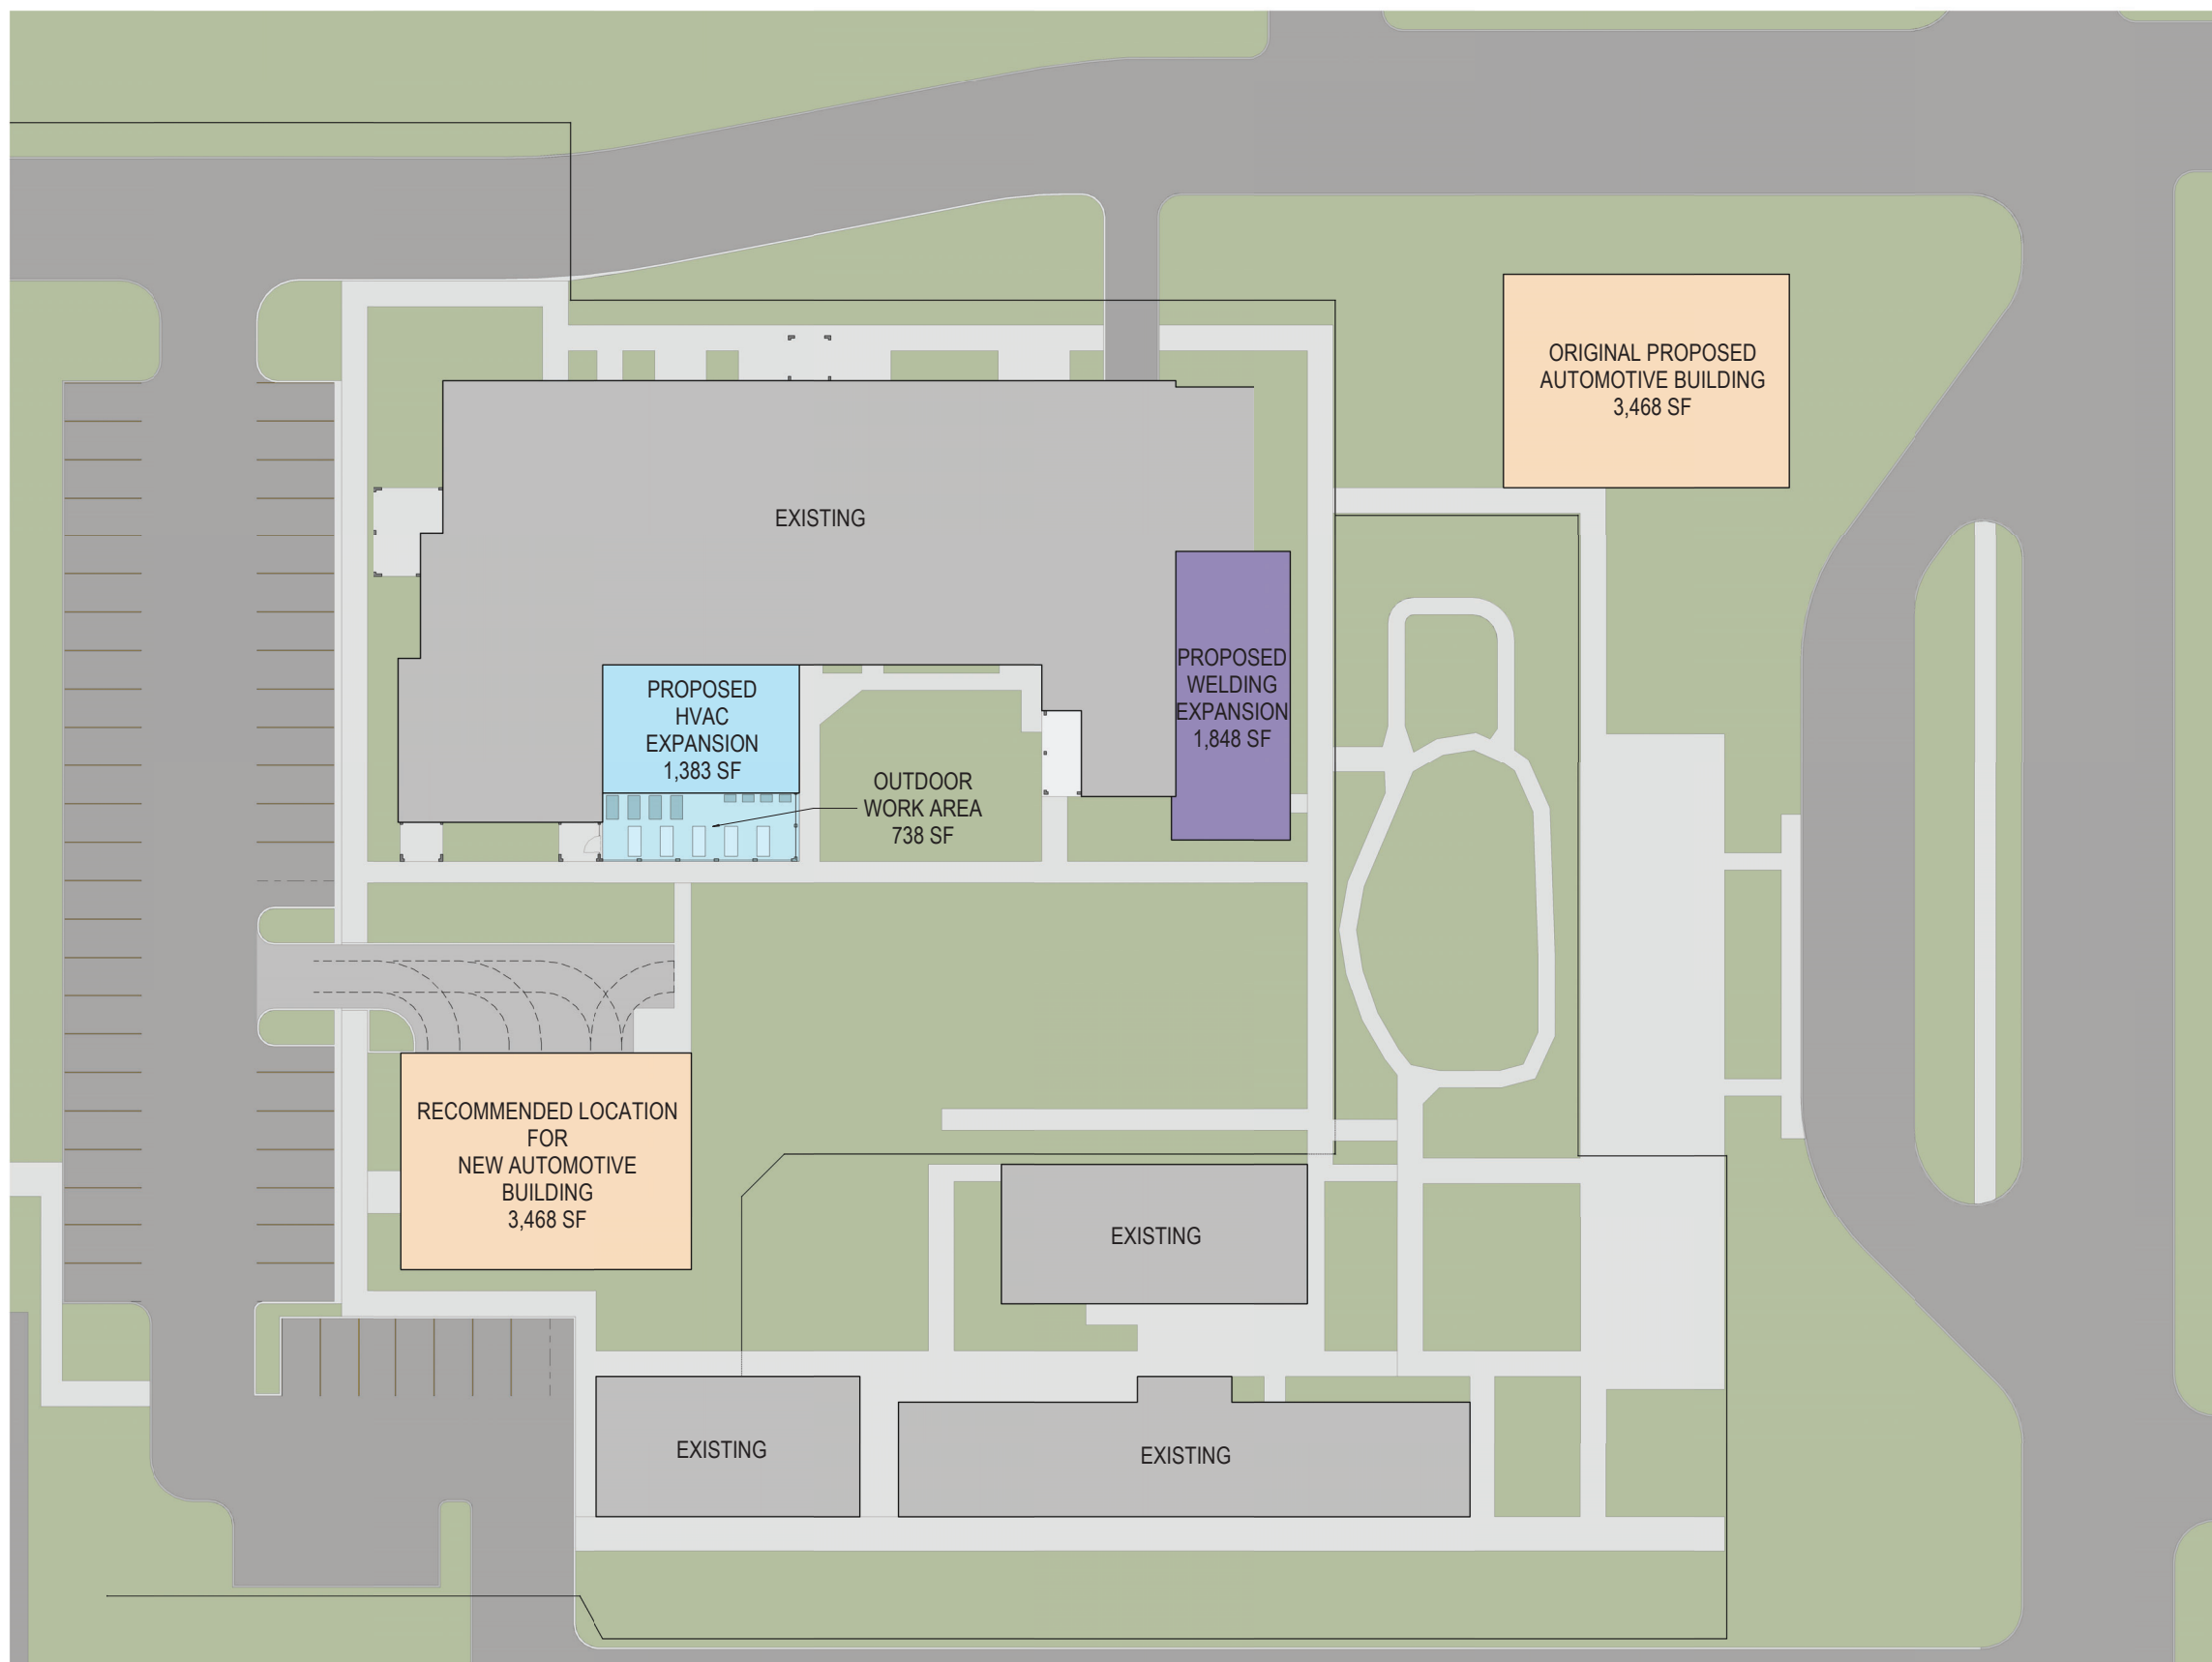 ORIGINAL PROPOSED
AUTOMOTIVE BUILDING
3,468 SF
EXISTING
PROPOSED
WELDING
EXPANSION
1,848 SF
PROPOSED
HVAC
EXPANSION
1,383 SF
OUTDOOR
WORK AREA
738 SF
RECOMMENDED LOCATION
FOR
NEW AUTOMOTIVE
BUILDING
3,468 SF
EXISTING
EXISTING
EXISTING